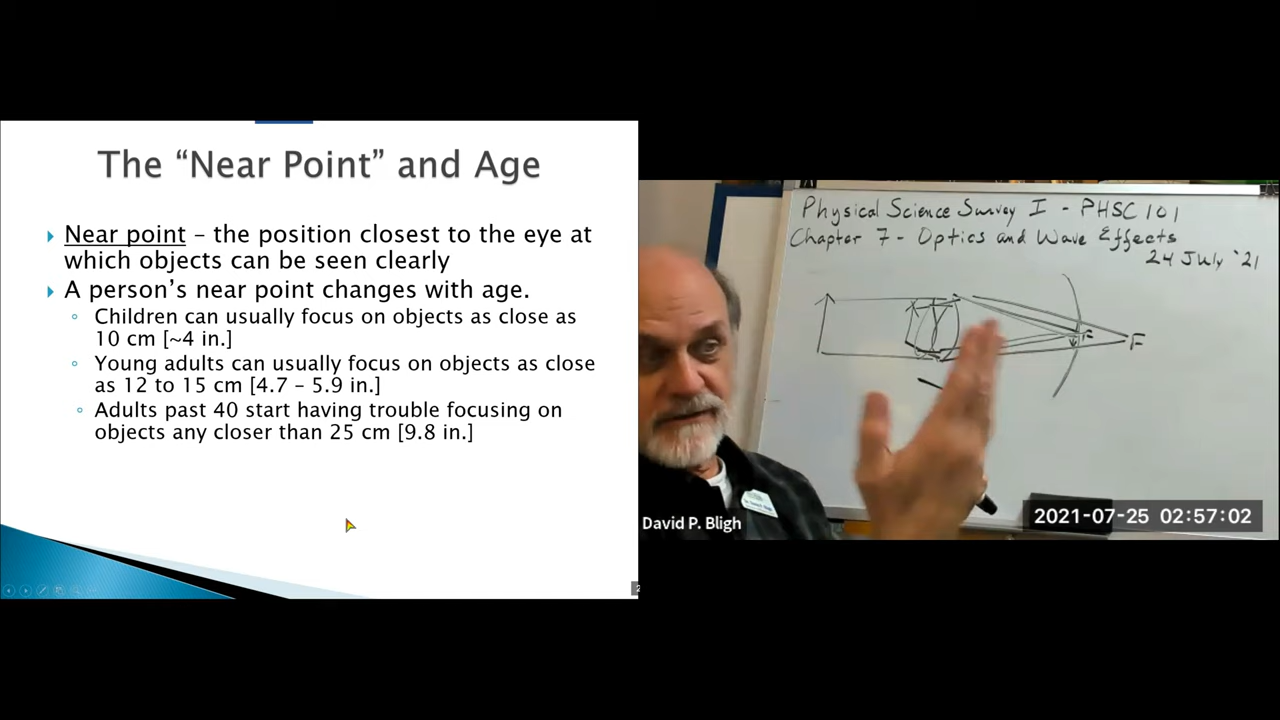 The “Near Point” and Age
Near point – the position closest to the eye at
which objects can be seen clearly
A person’s near point changes with age.
Children can usually focus on objects as close as
10 cm [~4 in.]
Young adults can usually focus on objects as close
as 12 to 15 cm [4.7 – 5.9 in.]
Adults past 40 start having trouble focusing on
objects any closer than 25 cm [9.8 in.]
Physical Science Survey I - PHSC 101
Chapter 7 - Optics and Wave Effects
24 July '21
F
F
David P. Bligh
2021-07-25 02:57:02